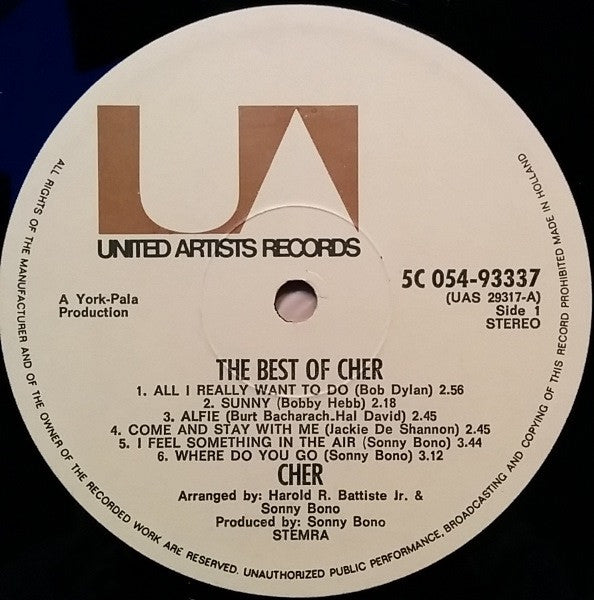 UA
UNITED ARTISTS RECORDS
A York-Pala
Production
5C 054-93337
(UAS 29317-A)
Side 1
STEREO
THE BEST OF CHER
1. ALL I REALLY WANT TO DO (Bob Dylan) 2.56
2. SUNNY (Bobby Hebb) 2.18
3. ALFIE (Burt Bacharach.Hal David) 2.45
4. COME AND STAY WITH ME (Jackie De Shannon) 2.45
5. I FEEL SOMETHING IN THE AIR (Sonny Bono) 3.44
6. WHERE DO YOU GO (Sonny Bono) 3.12
CHER
Arranged by: Harold R. Battiste Jr. &
Sonny Bono
Produced by: Sonny Bono
STEMRA
ALL RIGHTS OF THE MANUFACTURER AND OF THE OWNER OF THE RECORDED WORK ARE RESERVED. UNAUTHORIZED PUBLIC PERFORMANCE, BROADCASTING AND COPYING OF THIS RECORD PROHIBITED MADE IN HOLLAND